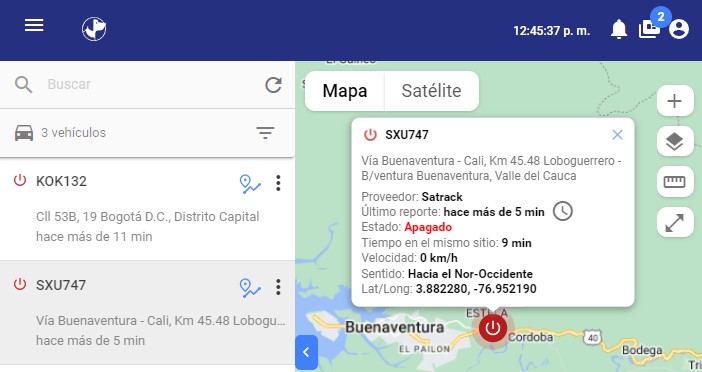 12:45:37 p. m.
2
Buscar
3 vehículos
KOK132
Cll 53B, 19 Bogotá D.C., Distrito Capital
hace más de 11 min
SXU747
Vía Buenaventura - Cali, Km 45.48 Lobogu...
hace más de 5 min
Mapa
Satélite
SXU747
Vía Buenaventura - Cali, Km 45.48 Loboguerrero -
B/ventura Buenaventura, Valle del Cauca
Proveedor: Satrack
Último reporte: hace más de 5 min
Estado: Apagado
Tiempo en el mismo sitio: 9 min
Velocidad: 0 km/h
Sentido: Hacia el Nor-Occidente
Lat/Long: 3.882280, -76.952190
Buenaventura
EL PAILON
Cordoba
40
Bodega